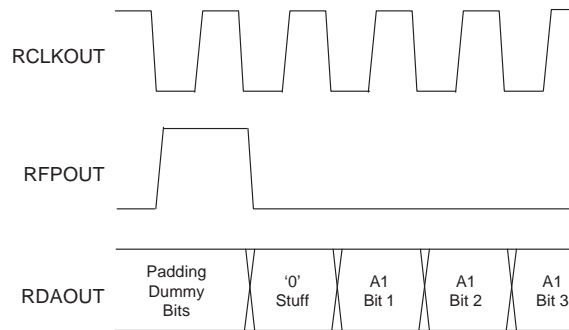 RCLKOUT
RFPOUT
RDAOUT
Padding
Dummy
Bits
'0'
Stuff
A1
Bit 1
A1
Bit 2
A1
Bit 3